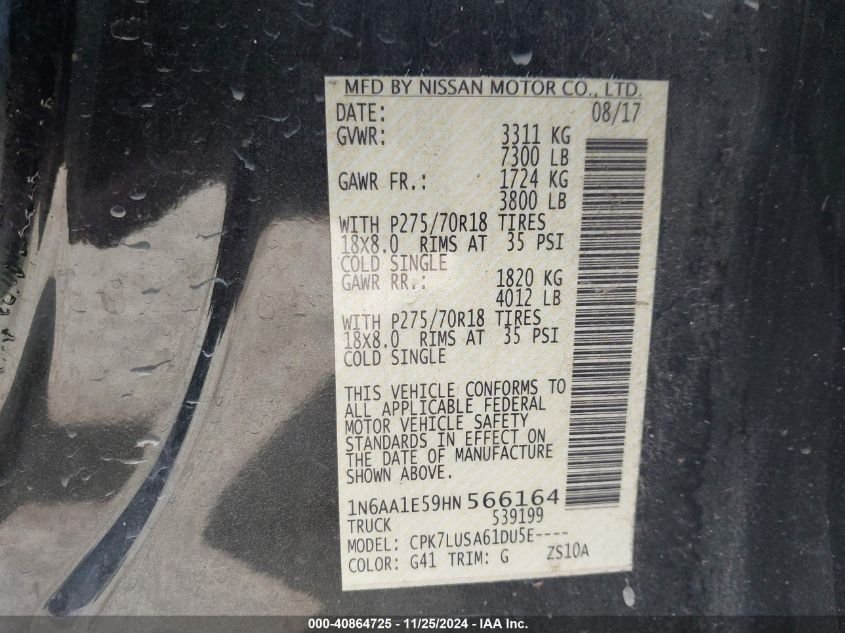 MFD BY NISSAN MOTOR CO., LTD.
DATE: 08/17
GVWR: 3311 KG
7300 LB
GAWR FR.: 1724 KG
3800 LB
WITH P275/70R18 TIRES
18X8.0 RIMS AT 35 PSI
COLD SINGLE
GAWR RR.: 1820 KG
4012 LB
WITH P275/70R18 TIRES
18X8.0 RIMS AT 35 PSI
COLD SINGLE
THIS VEHICLE CONFORMS TO
ALL APPLICABLE FEDERAL
MOTOR VEHICLE SAFETY
STANDARDS IN EFFECT ON
THE DATE OF MANUFACTURE
SHOWN ABOVE.
1N6AA1E59HN566164
TRUCK 539199
MODEL: CPK7LUSA61DU5E----
COLOR: G41 TRIM: G ZS10A
000-40864725 - 11/25/2024 - IAA Inc.